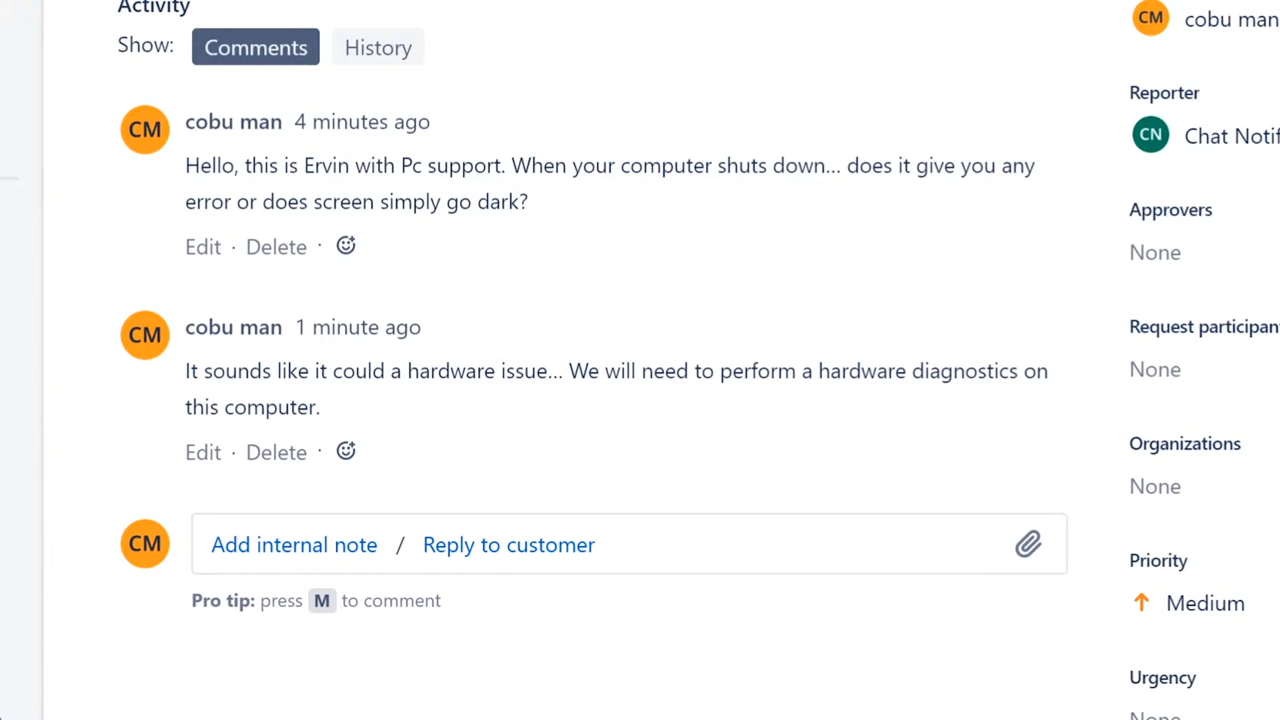 Activity
Show: Comments History
CM cobu man 4 minutes ago
Hello, this is Ervin with Pc support. When your computer shuts down... does it give you any
error or does screen simply go dark?
Edit · Delete ·
CM cobu man 1 minute ago
It sounds like it could a hardware issue... We will need to perform a hardware diagnostics on
this computer.
Edit · Delete ·
CM Add internal note / Reply to customer
Pro tip: press M to comment
CM cobu man
Reporter
CN Chat Notif
Approvers
None
Request participan
None
Organizations
None
Priority
Medium
Urgency
None